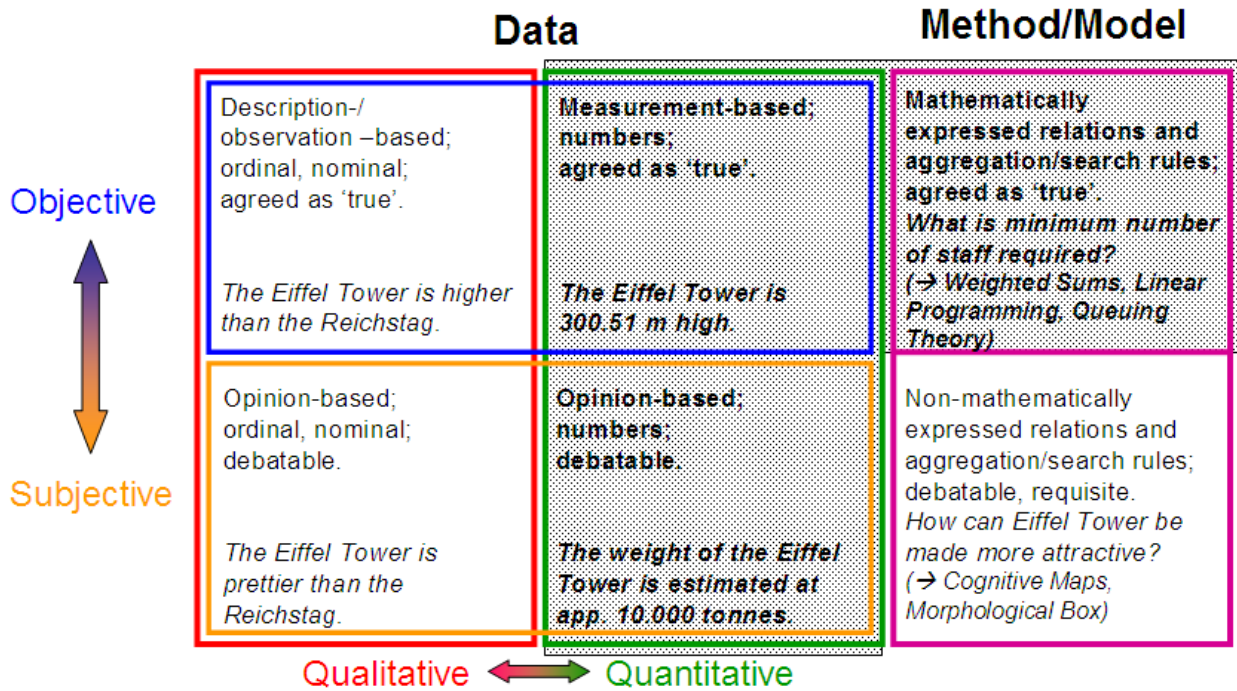 Data
Method/Model
Objective
Subjective
Description-/
observation –based;
ordinal, nominal;
agreed as ‘true’.
The Eiffel Tower is higher
than the Reichstag.
Measurement-based;
numbers;
agreed as ‘true’.
The Eiffel Tower is
300.51 m high.
Mathematically
expressed relations and
aggregation/search rules;
agreed as ‘true’.
What is minimum number
of staff required?
(→ Weighted Sums, Linear
Programming, Queuing
Theory)
Opinion-based;
ordinal, nominal;
debatable.
The Eiffel Tower is
prettier than the
Reichstag.
Opinion-based;
numbers;
debatable.
The weight of the Eiffel
Tower is estimated at
app. 10.000 tonnes.
Non-mathematically
expressed relations and
aggregation/search rules;
debatable, requisite.
How can Eiffel Tower be
made more attractive?
(→ Cognitive Maps,
Morphological Box)
Qualitative
Quantitative